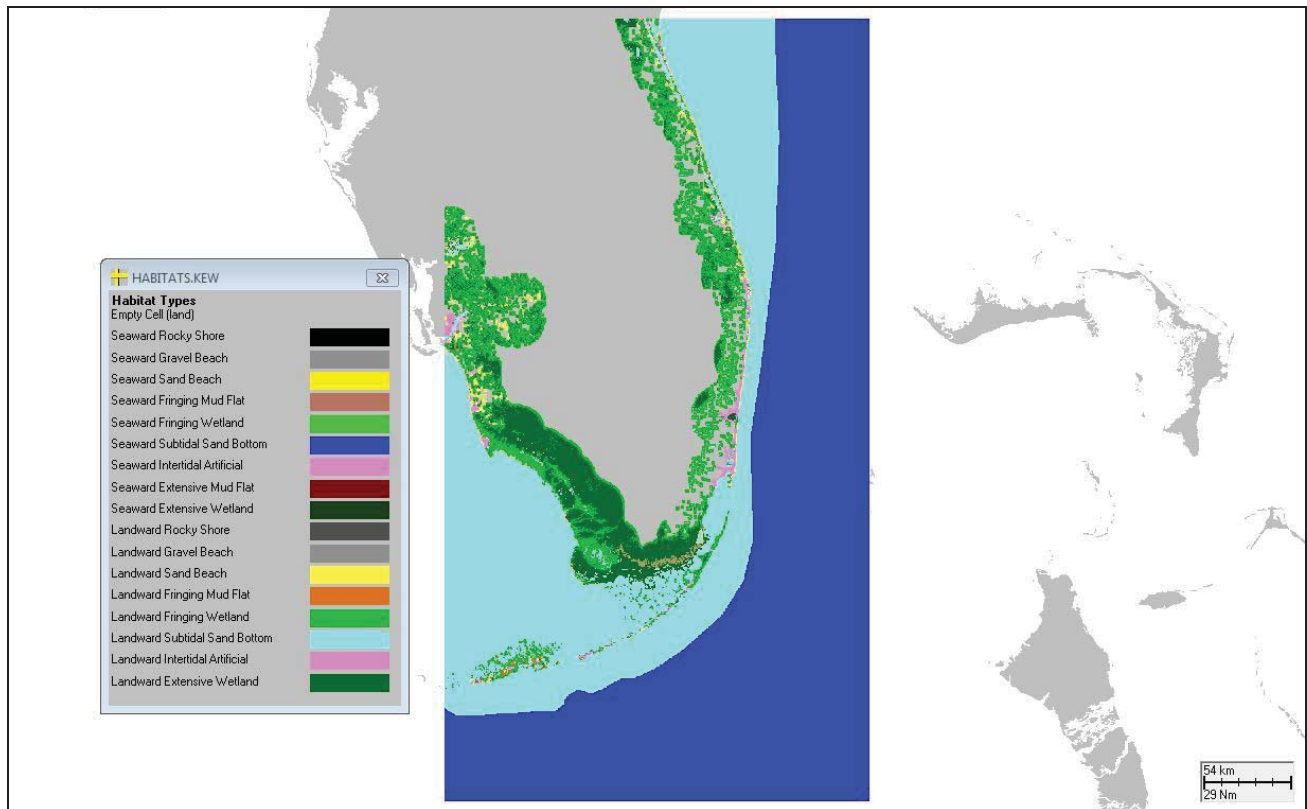 HABITATS.KEW
Habitat Types
Empty Cell (land)
Seaward Rocky Shore
Seaward Gravel Beach
Seaward Sand Beach
Seaward Fringing Mud Flat
Seaward Fringing Wetland
Seaward Subtidal Sand Bottom
Seaward Intertidal Artificial
Seaward Extensive Mud Flat
Seaward Extensive Wetland
Landward Rocky Shore
Landward Gravel Beach
Landward Sand Beach
Landward Fringing Mud Flat
Landward Fringing Wetland
Landward Subtidal Sand Bottom
Landward Intertidal Artificial
Landward Extensive Wetland
54 km
29 Nm